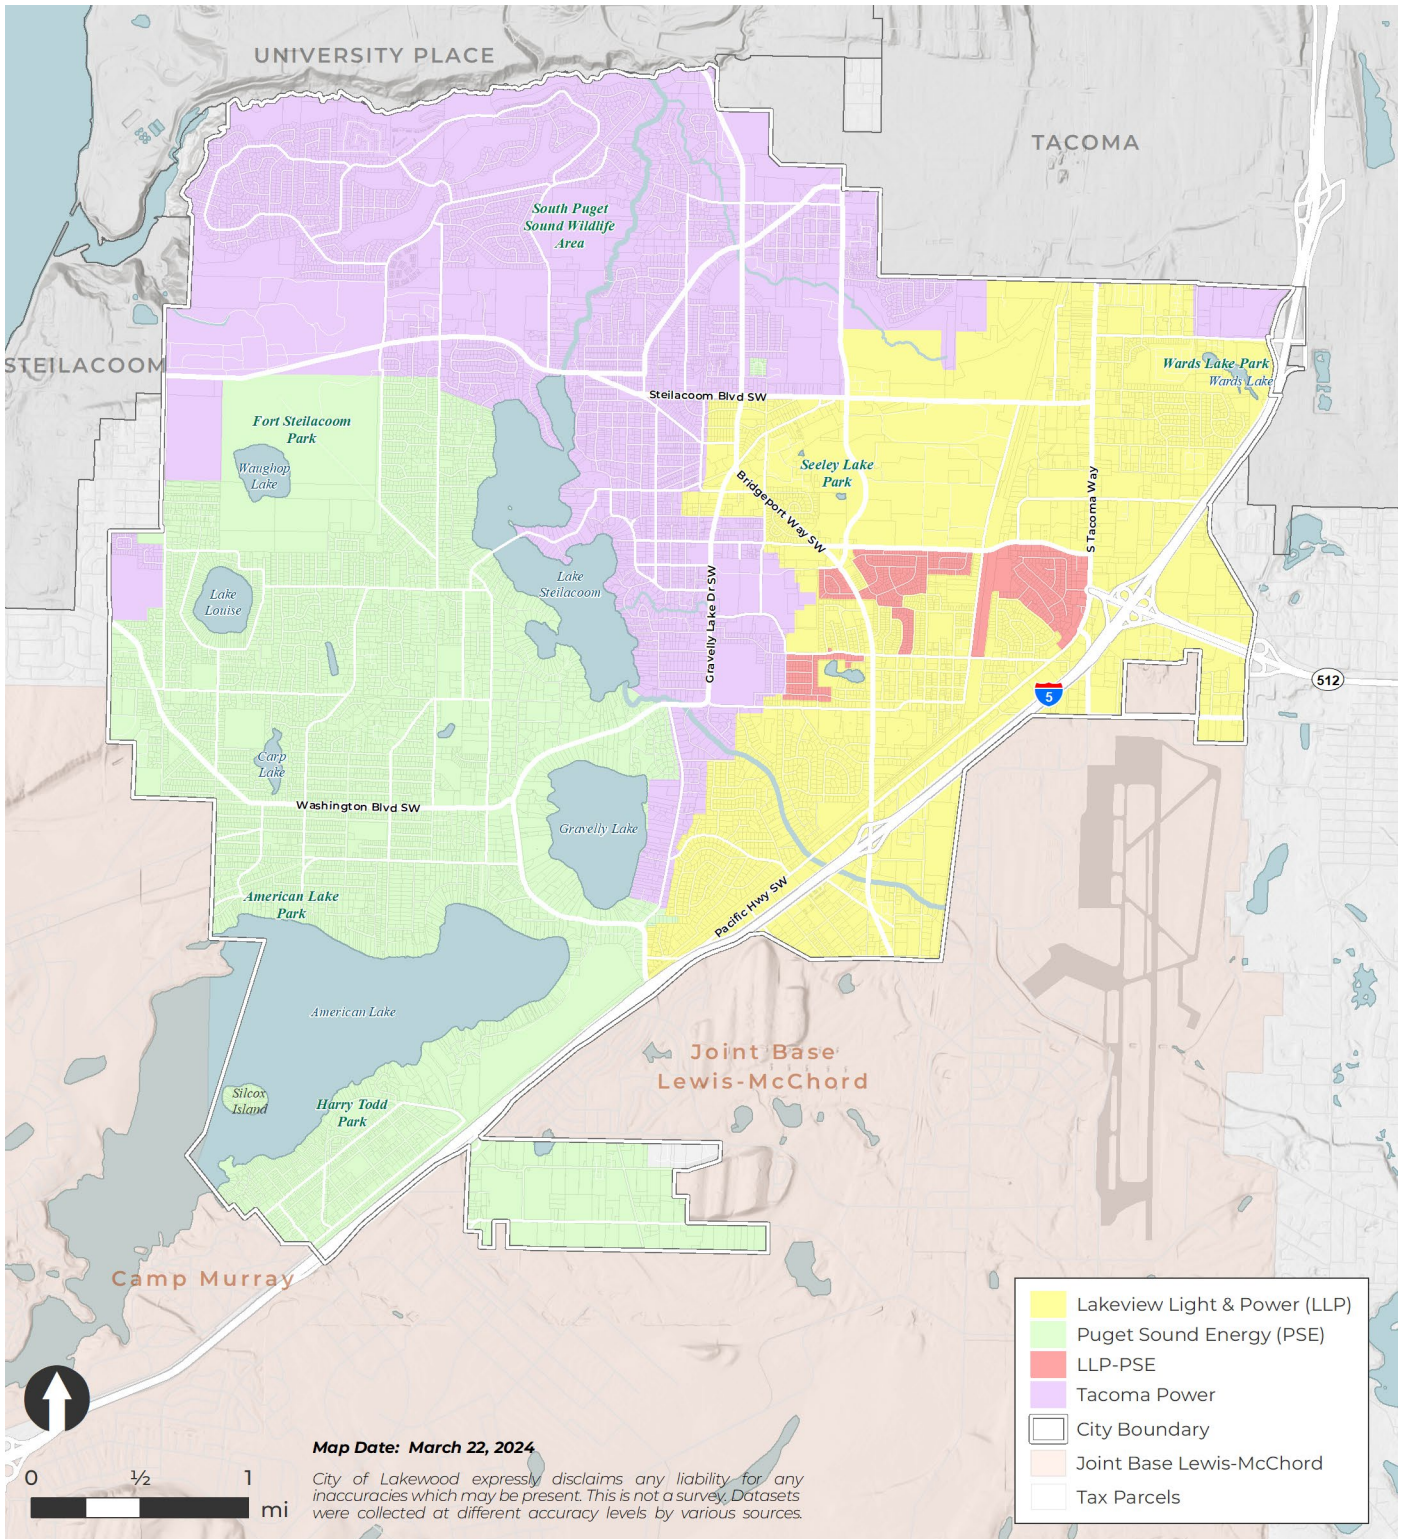 UNIVERSITY PLACE
TACOMA
South Puget
Sound Wildlife
Area
STEILACOOM
Wards Lake Park
Wards Lake
Steilacoom Blvd SW
Fort Steilacoom
Park
Waughop
Lake
Seeley Lake
Park
Bridgeport Way SW
S Tacoma Way
Lake
Steilacoom
Lake
Louise
Gravelly Lake Dr SW
512
5
Carp
Lake
Washington Blvd SW
Gravelly Lake
American Lake
Park
Pacific Hwy SW
American Lake
Joint Base
Lewis-McChord
Silcox
Island
Harry Todd
Park
Camp Murray
Lakeview Light & Power (LLP)
Puget Sound Energy (PSE)
LLP-PSE
Tacoma Power
City Boundary
Joint Base Lewis-McChord
Tax Parcels
Map Date: March 22, 2024
0 ½ 1
mi
City of Lakewood expressly disclaims any liability for any
inaccuracies which may be present. This is not a survey. Datasets
were collected at different accuracy levels by various sources.